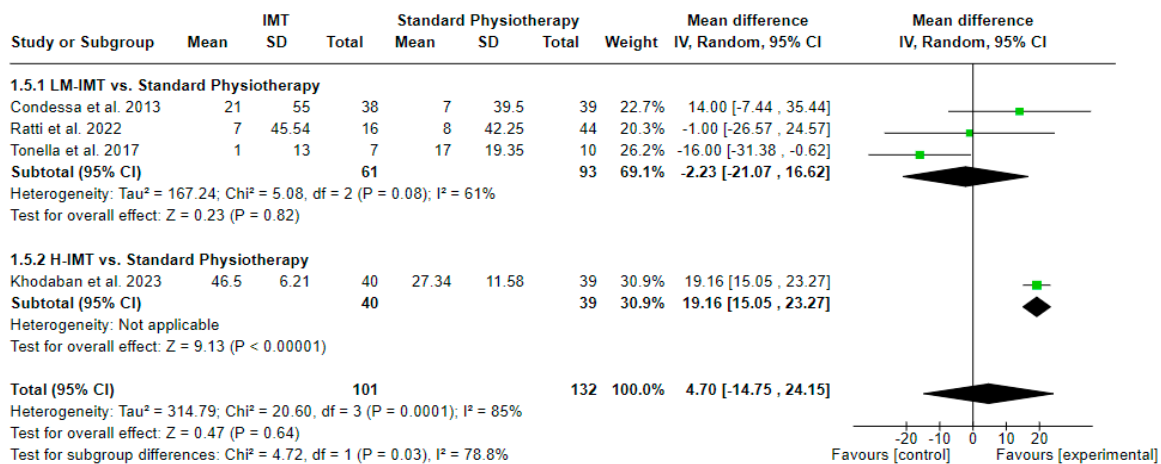 IMT Standard Physiotherapy Mean difference Mean difference
Study or Subgroup Mean SD Total Mean SD Total Weight IV, Random, 95% CI IV, Random, 95% CI
1.5.1 LM-IMT vs. Standard Physiotherapy
Condessa et al. 2013 21 55 38 7 39.5 39 22.7% 14.00 [-7.44 , 35.44]
Ratti et al. 2022 7 45.54 16 8 42.25 44 20.3% -1.00 [-26.57 , 24.57]
Tonella et al. 2017 1 13 7 17 19.35 10 26.2% -16.00 [-31.38 , -0.62]
Subtotal (95% CI) 61 93 69.1% -2.23 [-21.07 , 16.62]
Heterogeneity: Tau² = 167.24; Chi² = 5.08, df = 2 (P = 0.08); I² = 61%
Test for overall effect: Z = 0.23 (P = 0.82)
1.5.2 H-IMT vs. Standard Physiotherapy
Khodaban et al. 2023 46.5 6.21 40 27.34 11.58 39 30.9% 19.16 [15.05 , 23.27]
Subtotal (95% CI) 40 39 30.9% 19.16 [15.05 , 23.27]
Heterogeneity: Not applicable
Test for overall effect: Z = 9.13 (P < 0.00001)
Total (95% CI) 101 132 100.0% 4.70 [-14.75 , 24.15]
Heterogeneity: Tau² = 314.79; Chi² = 20.60, df = 3 (P = 0.0001); I² = 85%
Test for overall effect: Z = 0.47 (P = 0.64)
Test for subgroup differences: Chi² = 4.72, df = 1 (P = 0.03), I² = 78.8%
-20 -10 0 10 20
Favours [control] Favours [experimental]